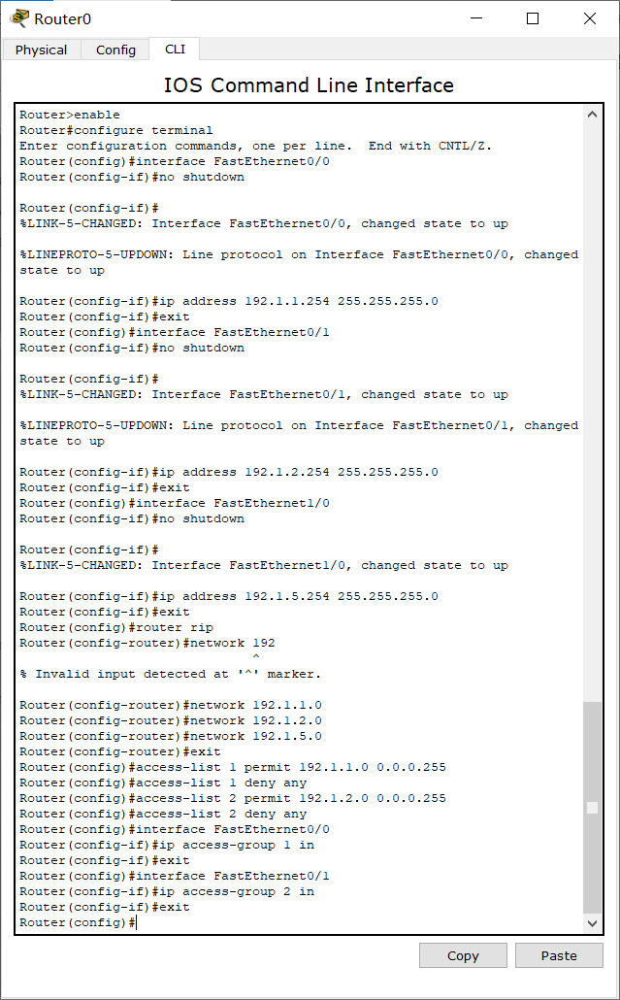 Router0
Physical Config CLI
IOS Command Line Interface
Router>enable
Router#configure terminal
Enter configuration commands, one per line.  End with CNTL/Z.
Router(config)#interface FastEthernet0/0
Router(config-if)#no shutdown
Router(config-if)#
%LINK-5-CHANGED: Interface FastEthernet0/0, changed state to up
%LINEPROTO-5-UPDOWN: Line protocol on Interface FastEthernet0/0, changed
state to up
Router(config-if)#ip address 192.1.1.254 255.255.255.0
Router(config-if)#exit
Router(config)#interface FastEthernet0/1
Router(config-if)#no shutdown
Router(config-if)#
%LINK-5-CHANGED: Interface FastEthernet0/1, changed state to up
%LINEPROTO-5-UPDOWN: Line protocol on Interface FastEthernet0/1, changed
state to up
Router(config-if)#ip address 192.1.2.254 255.255.255.0
Router(config-if)#exit
Router(config)#interface FastEthernet1/0
Router(config-if)#no shutdown
Router(config-if)#
%LINK-5-CHANGED: Interface FastEthernet1/0, changed state to up
Router(config-if)#ip address 192.1.5.254 255.255.255.0
Router(config-if)#exit
Router(config)#router rip
Router(config-router)#network 192
^
% Invalid input detected at '^' marker.
Router(config-router)#network 192.1.1.0
Router(config-router)#network 192.1.2.0
Router(config-router)#network 192.1.5.0
Router(config-router)#exit
Router(config)#access-list 1 permit 192.1.1.0 0.0.0.255
Router(config)#access-list 1 deny any
Router(config)#access-list 2 permit 192.1.2.0 0.0.0.255
Router(config)#access-list 2 deny any
Router(config)#interface FastEthernet0/0
Router(config-if)#ip access-group 1 in
Router(config-if)#exit
Router(config)#interface FastEthernet0/1
Router(config-if)#ip access-group 2 in
Router(config-if)#exit
Router(config)#
Copy Paste